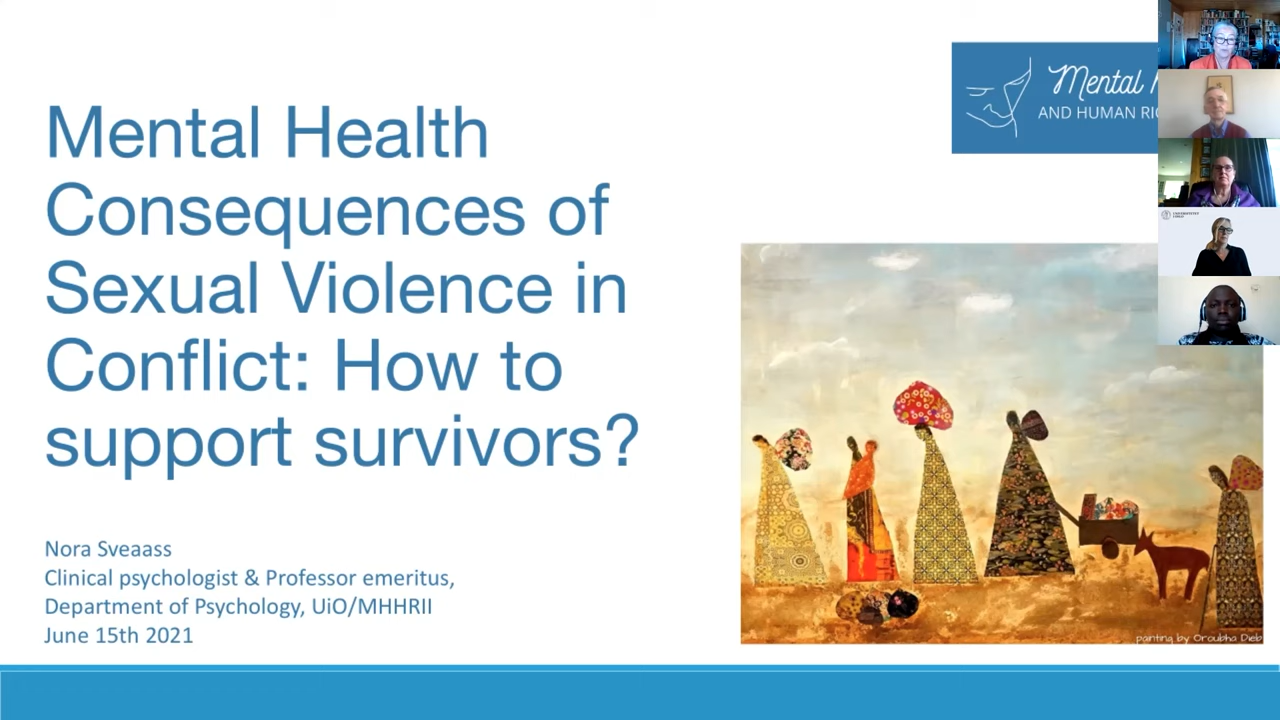 Mental Health
Consequences of
Sexual Violence in
Conflict: How to
support survivors?
Nora Sveaass
Clinical psychologist & Professor emeritus,
Department of Psychology, UiO/MHHRII
June 15th 2021
Mental
AND HUMAN
painting by Oroubha Dieb